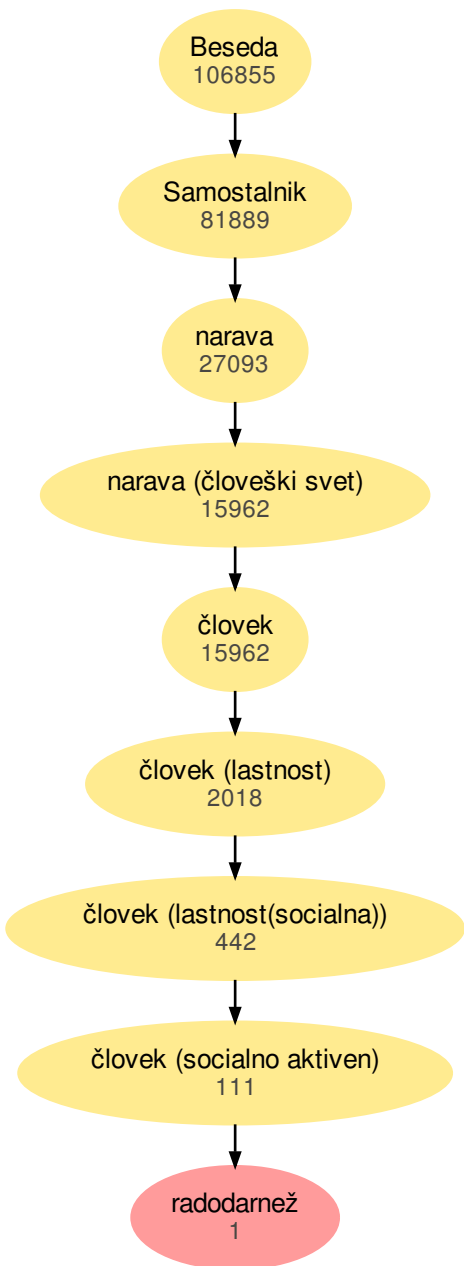 Beseda
106855
Samostalnik
81889
narava
27093
narava (človeški svet)
15962
človek
15962
človek (lastnost)
2018
človek (lastnost(socialna))
442
človek (socialno aktiven)
111
radodarnež
1